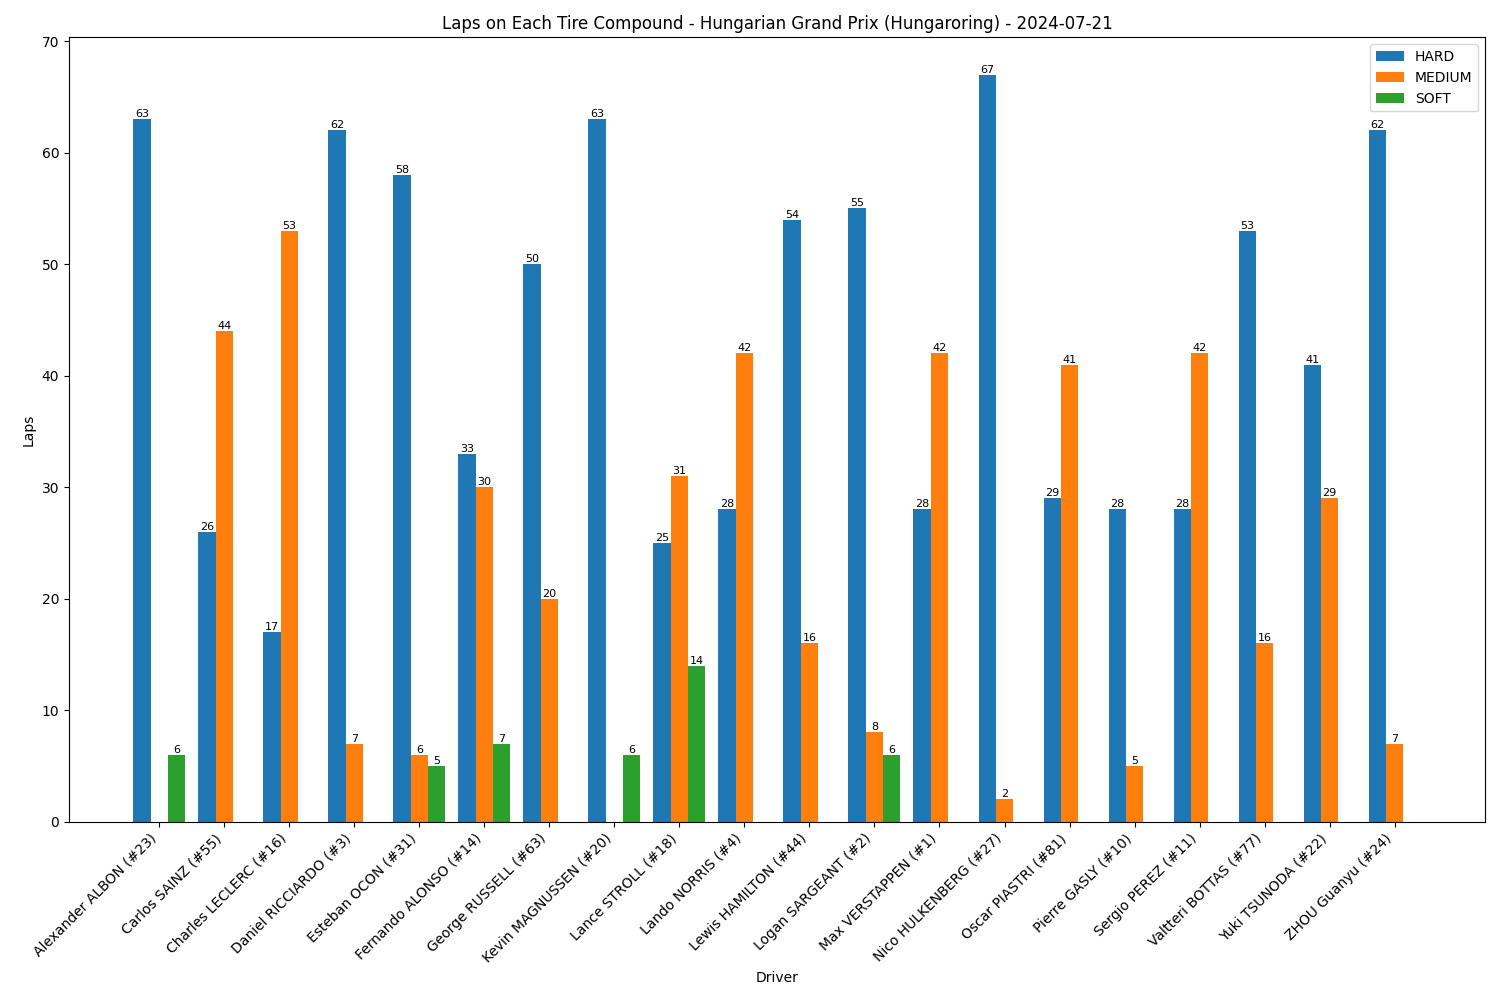 Laps on Each Tire Compound - Hungarian Grand Prix (Hungaroring) - 2024-07-21
HARD
MEDIUM
SOFT
Laps
70
60
50
40
30
20
10
0
63
6
26
44
17
53
62
7
58
6
5
33
30
7
50
20
63
6
25
31
14
28
42
54
16
55
8
6
28
42
67
2
29
41
28
5
28
42
53
16
41
29
62
7
Alexander ALBON (#23)
Carlos SAINZ (#55)
Charles LECLERC (#16)
Daniel RICCIARDO (#3)
Esteban OCON (#31)
Fernando ALONSO (#14)
George RUSSELL (#63)
Kevin MAGNUSSEN (#20)
Lance STROLL (#18)
Lando NORRIS (#4)
Lewis HAMILTON (#44)
Logan SARGEANT (#2)
Max VERSTAPPEN (#1)
Nico HULKENBERG (#27)
Oscar PIASTRI (#81)
Pierre GASLY (#10)
Sergio PEREZ (#11)
Valtteri BOTTAS (#77)
Yuki TSUNODA (#22)
ZHOU Guanyu (#24)
Driver